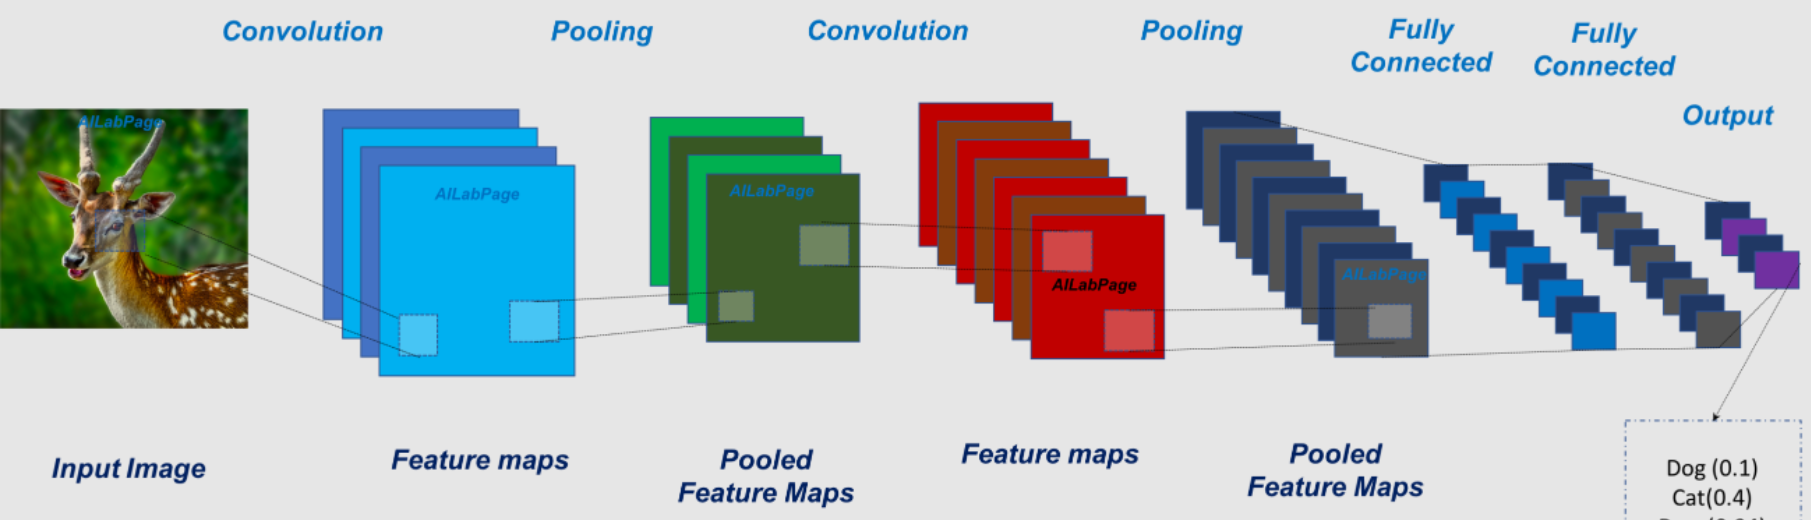 Convolution
Pooling
Convolution
Pooling
Fully
Connected
Fully
Connected
Output
AILabPage
AILabPage
AILabPage
AILabPage
AILabPage
Input Image
Feature maps
Pooled
Feature Maps
Feature maps
Pooled
Feature Maps
Dog (0.1)
Cat(0.4)